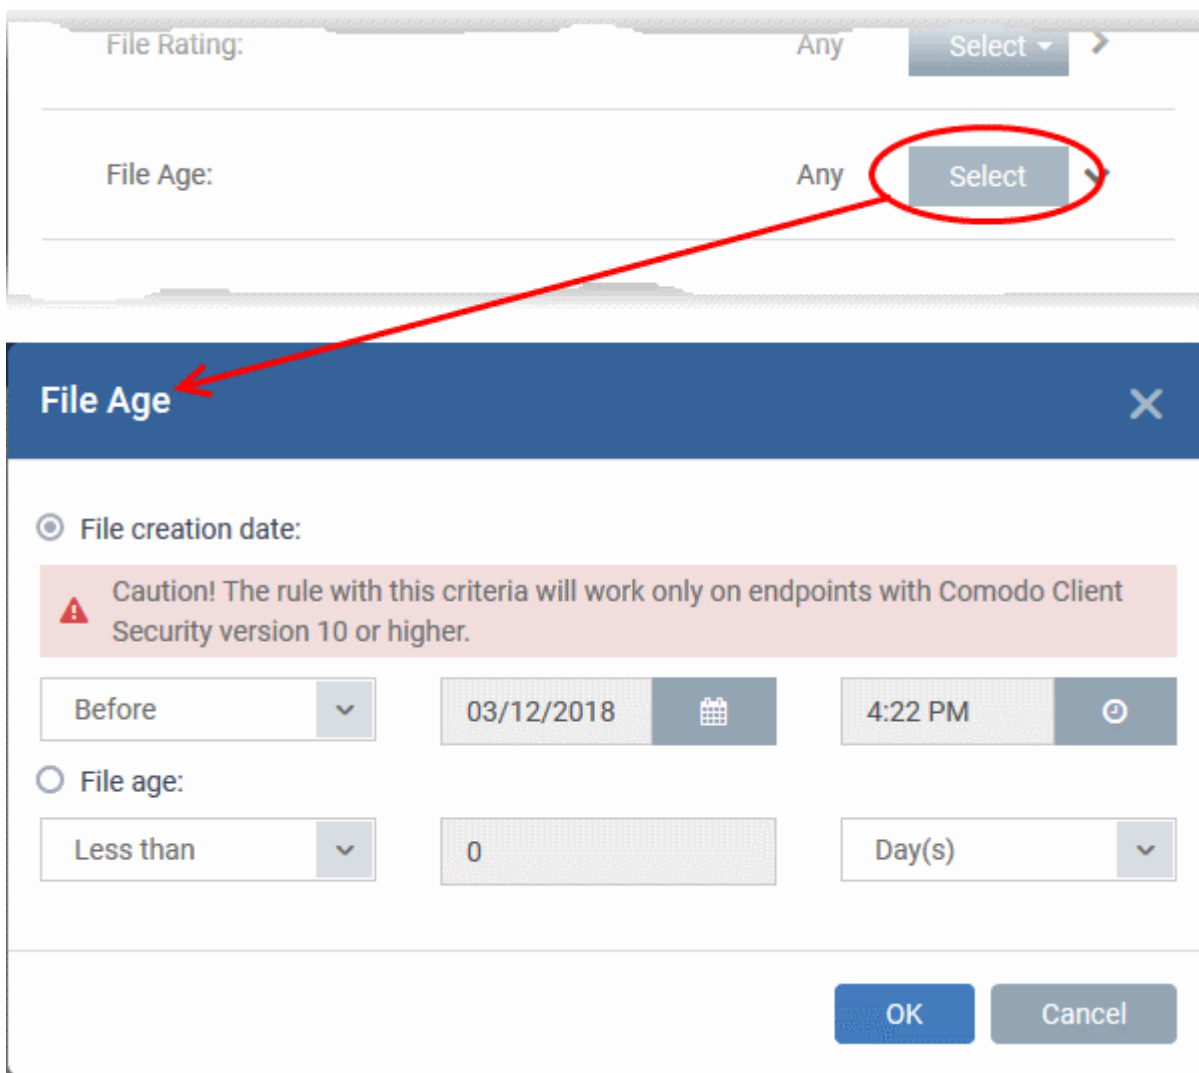 File Rating: Any Select
File Age: Any Select
File Age
File creation date:
Caution! The rule with this criteria will work only on endpoints with Comodo Client
Security version 10 or higher.
Before 03/12/2018 4:22 PM
File age:
Less than 0 Day(s)
OK Cancel